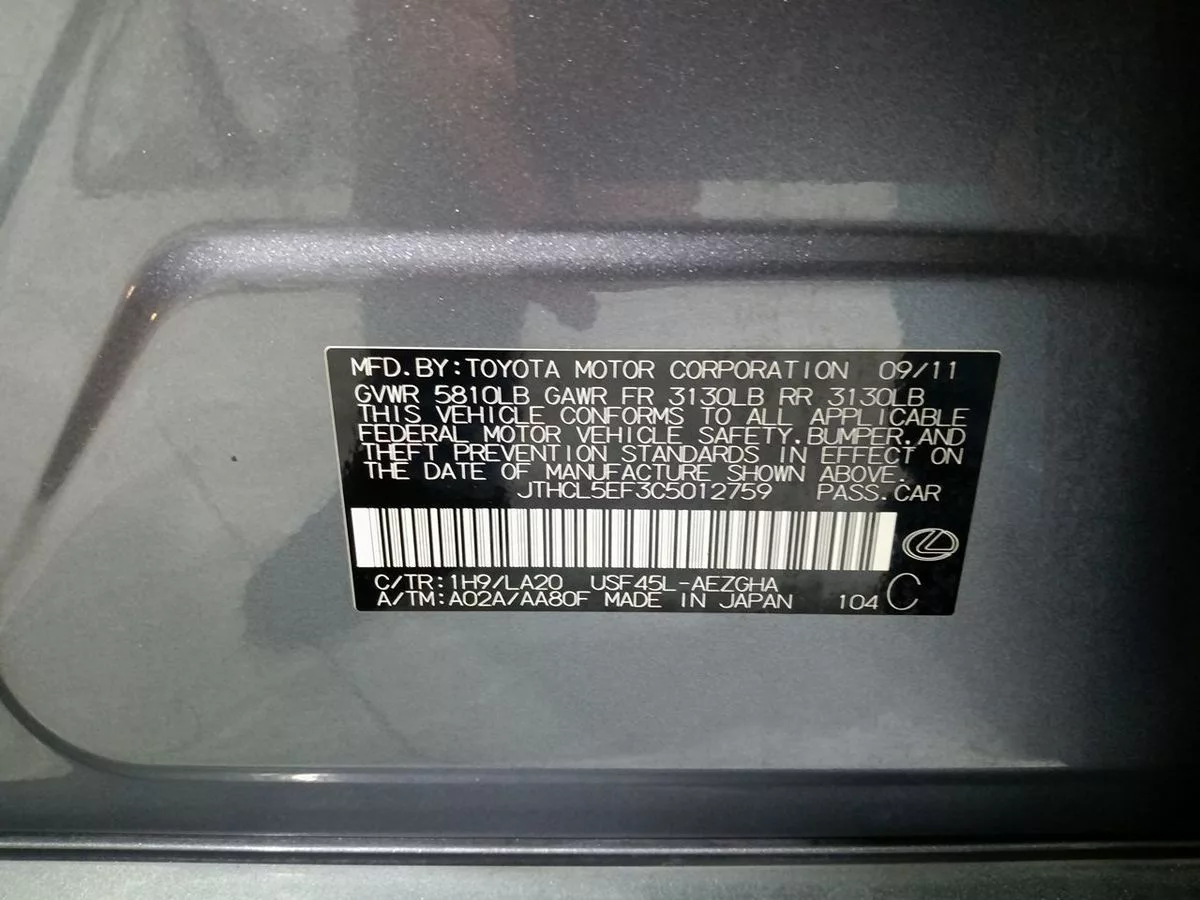 MFD.BY:TOYOTA MOTOR CORPORATION 09/11
GVWR 5810LB GAWR FR 3130LB RR 3130LB
THIS VEHICLE CONFORMS TO ALL APPLICABLE
FEDERAL MOTOR VEHICLE SAFETY,BUMPER,AND
THEFT PREVENTION STANDARDS IN EFFECT ON
THE DATE OF MANUFACTURE SHOWN ABOVE.
JTHCL5EF3C5012759 PASS.CAR
C/TR:1H9/LA20 USF45L-AEZGHA
A/TM:A02A/AA80F MADE IN JAPAN 104 C